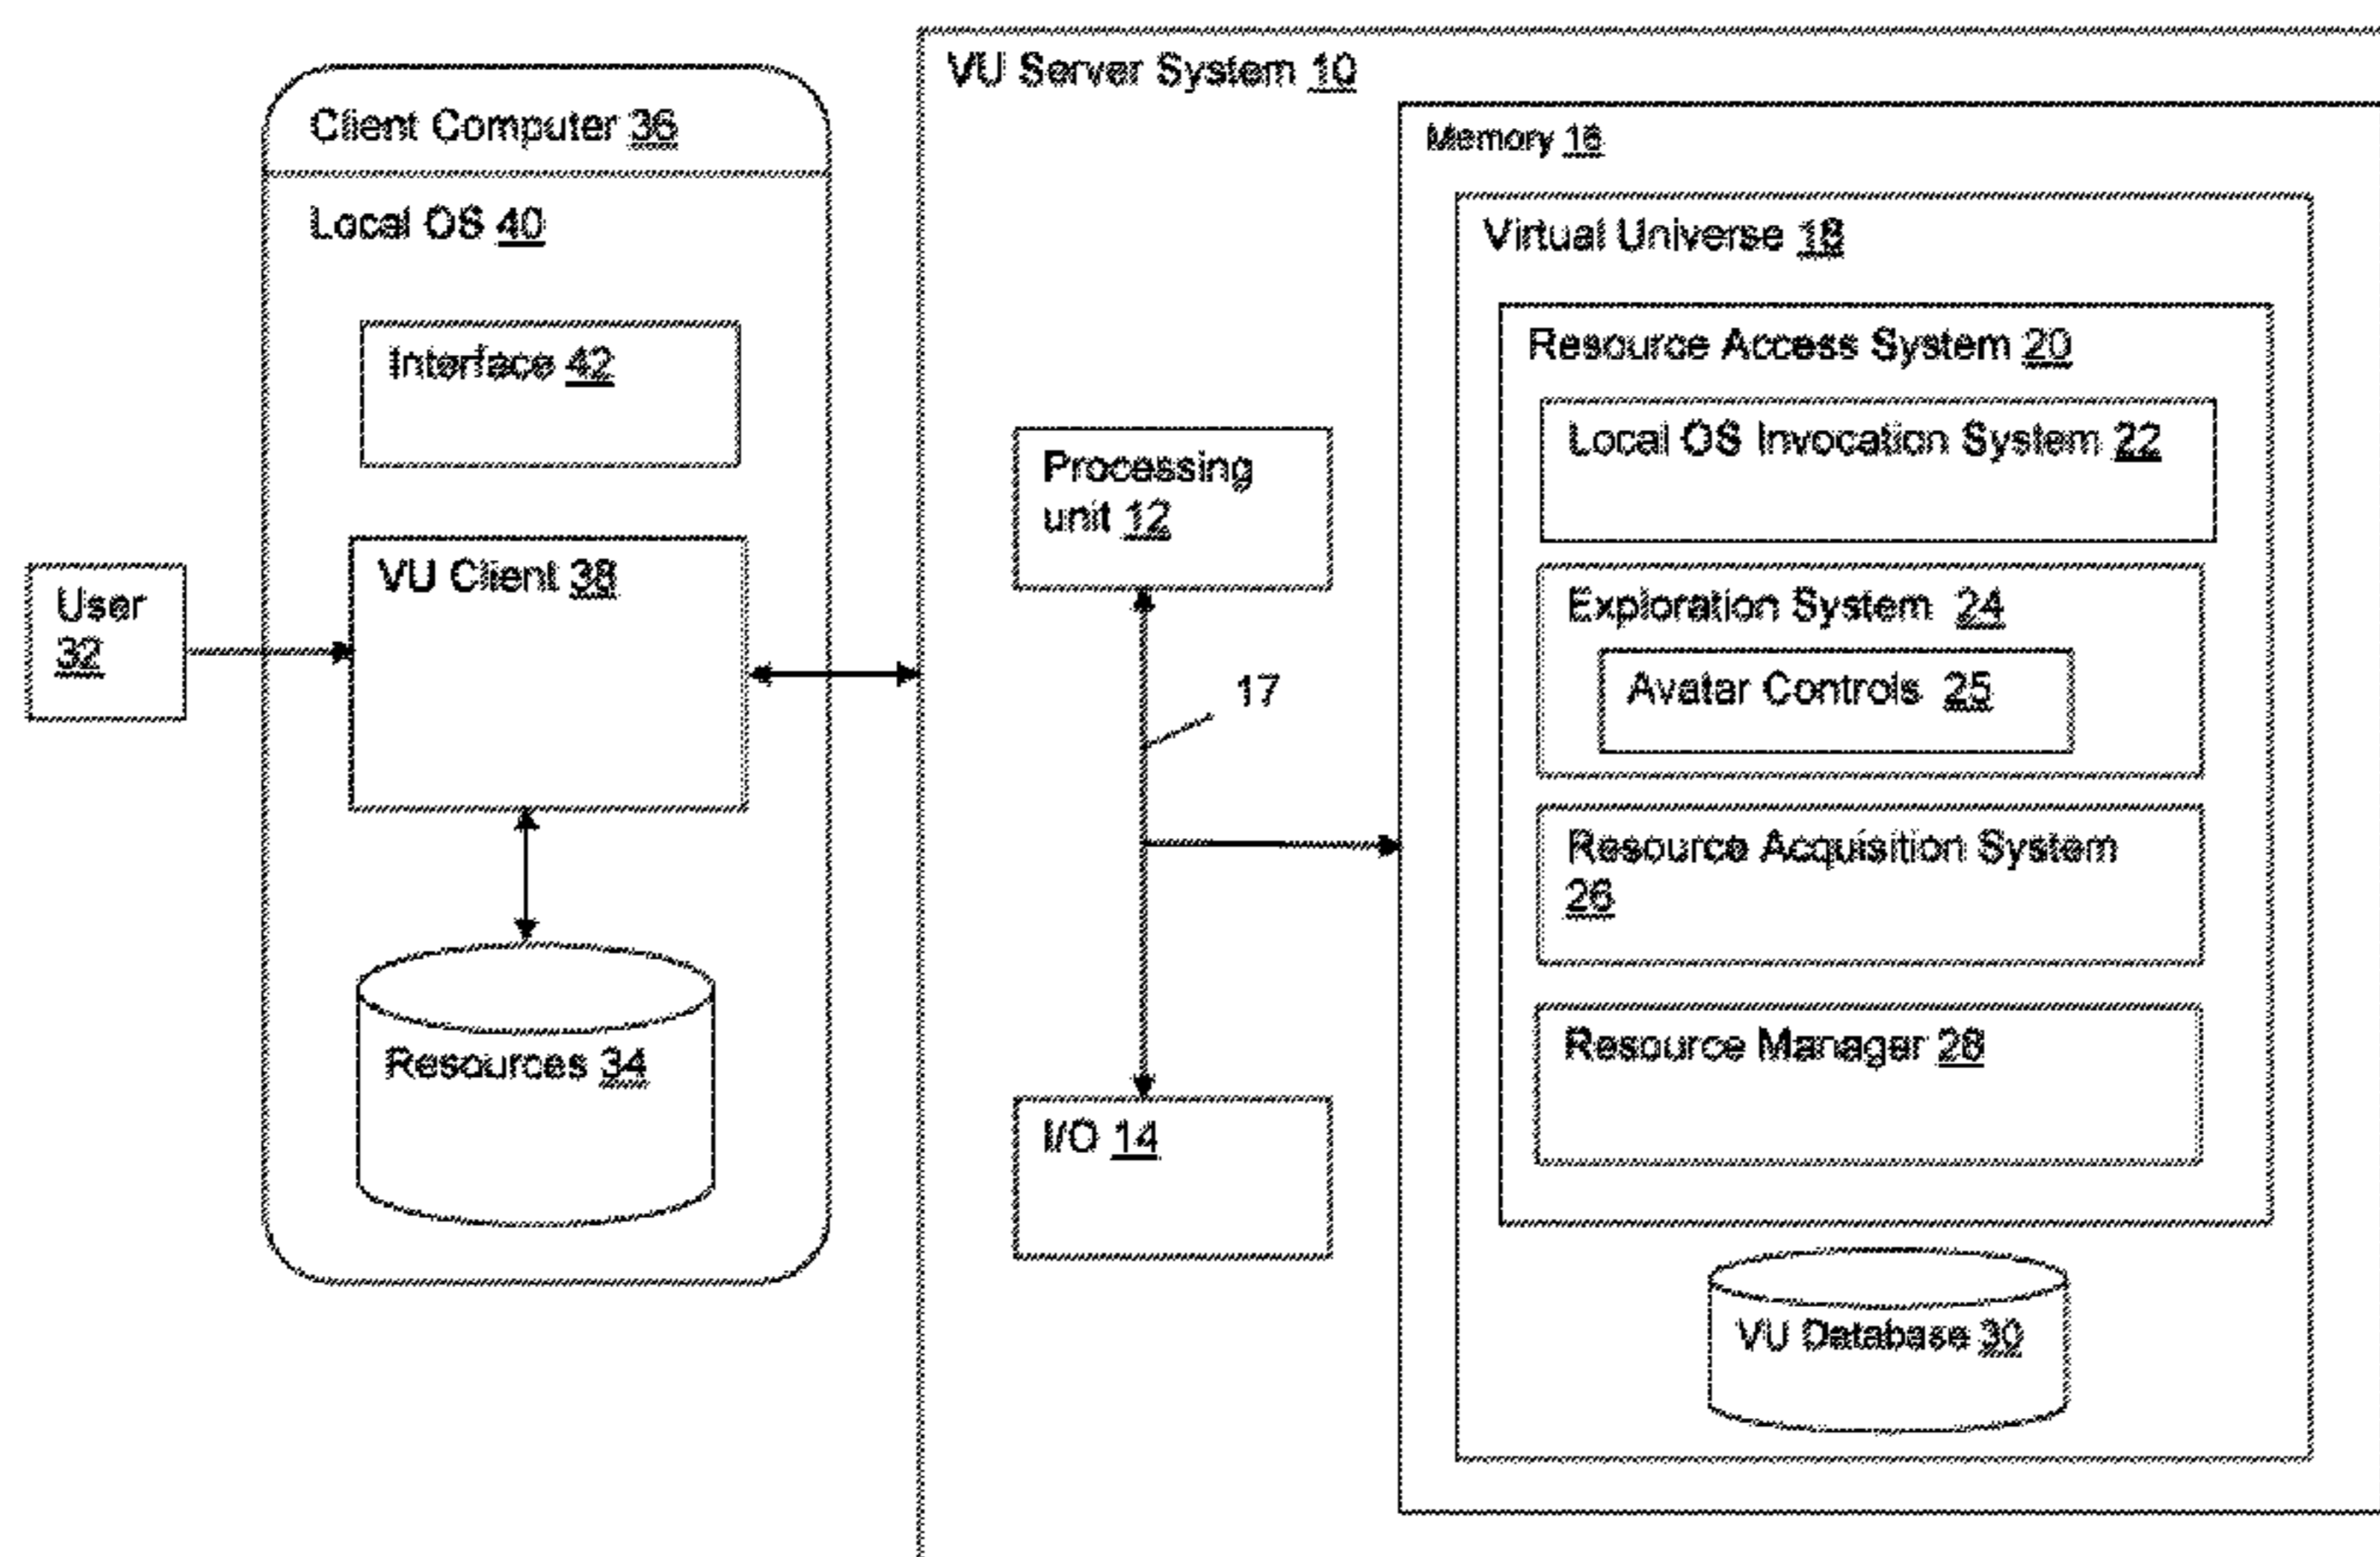 VU Server System 10
Client Computer 36
Memory 16
Local OS 40
Virtual Universe 18
Interface 42
Resource Access System 20
Local OS Invocation System 22
Processing
unit 12
VU Client 38
User
32
Exploration System 24
Avatar Controls 25
17
Resource Acquisition System
26
Resources 34
Resource Manager 28
I/O 14
VU Database 30